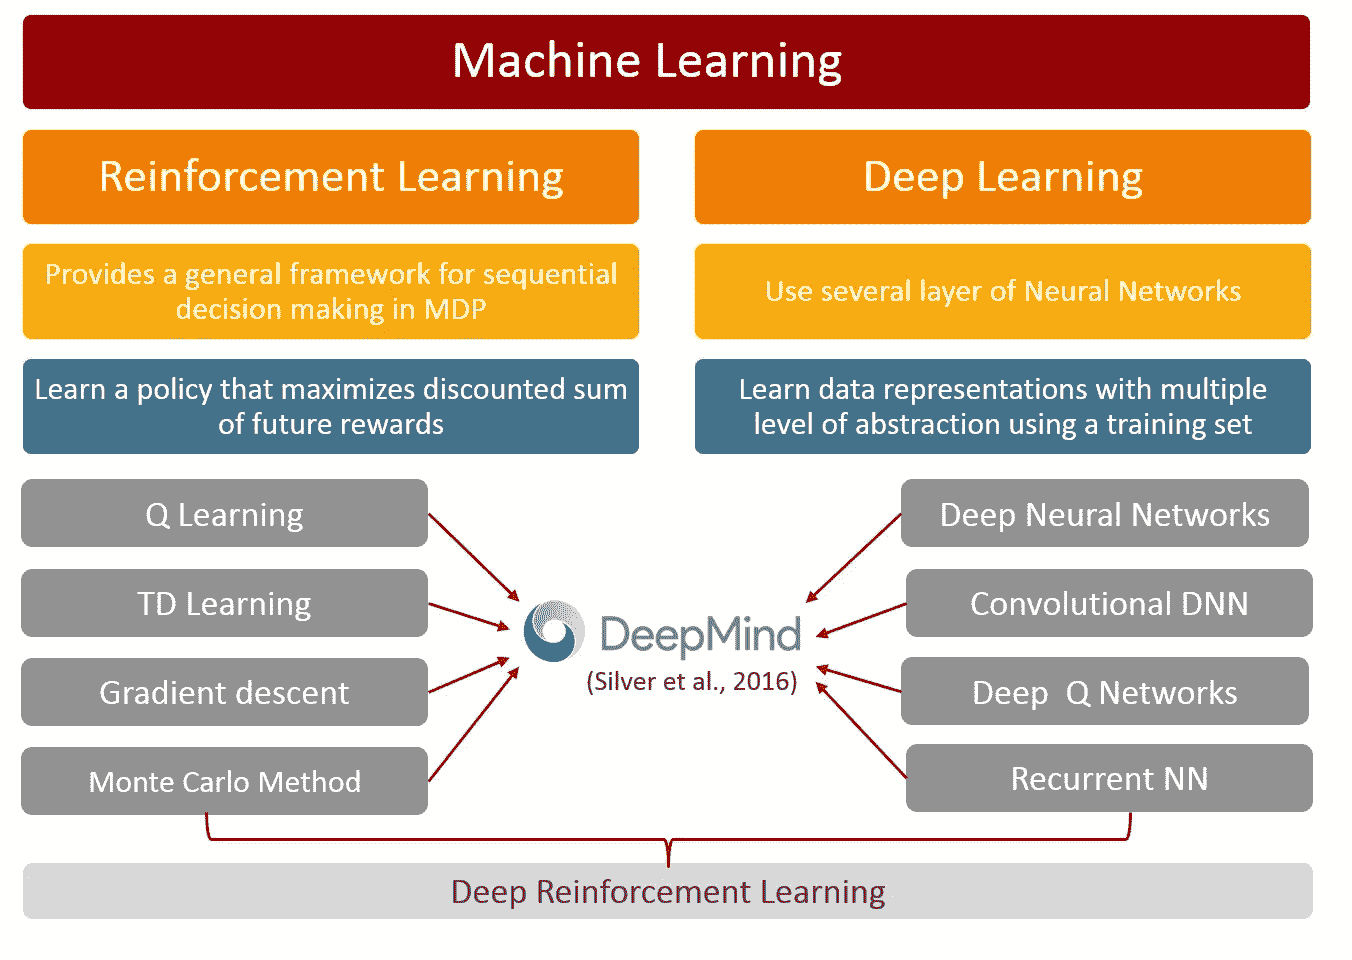 Machine Learning
Reinforcement Learning
Provides a general framework for sequential
decision making in MDP
Learn a policy that maximizes discounted sum
of future rewards
Deep Learning
Use several layer of Neural Networks
Learn data representations with multiple
level of abstraction using a training set
Q Learning
TD Learning
Gradient descent
Monte Carlo Method
DeepMind
(Silver et al., 2016)
Deep Neural Networks
Convolutional DNN
Deep Q Networks
Recurrent NN
Deep Reinforcement Learning